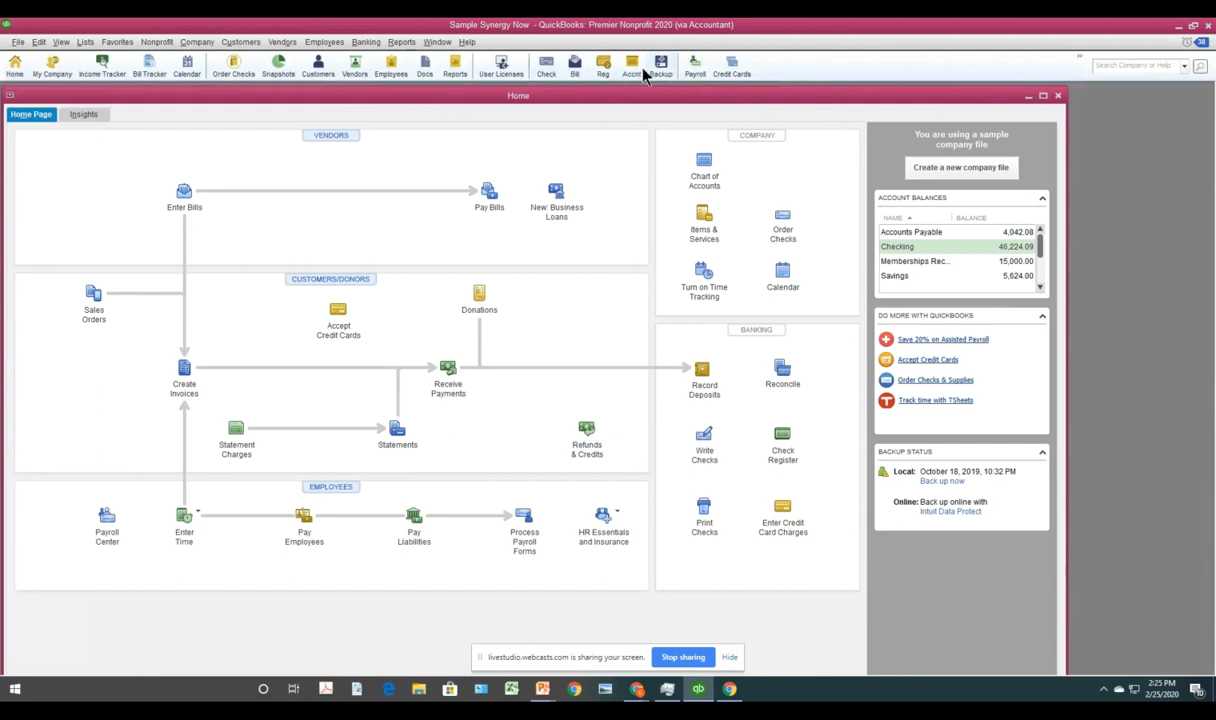 Sample Synergy Now - QuickBooks: Premier Nonprofit 2020 (via Accountant)
File Edit View Lists Favorites Nonprofit Company Customers Vendors Employees Banking Reports Window Help
38
Home My Company Income Tracker Bill Tracker Calendar Order Checks Snapshots Customers Vendors Employees Docs Reports User Licenses Check Bill Reg Accnt Backup Payroll Credit Cards
Search Company or Help
Home
Home Page Insights
VENDORS
Enter Bills
Pay Bills
New: Business
Loans
CUSTOMERS/DONORS
Sales
Orders
Accept
Credit Cards
Donations
Create
Invoices
Receive
Payments
Statement
Charges
Statements
Refunds
& Credits
EMPLOYEES
Payroll
Center
Enter
Time
Pay
Employees
Pay
Liabilities
Process
Payroll
Forms
HR Essentials
and Insurance
COMPANY
Chart of
Accounts
Items &
Services
Order
Checks
Turn on Time
Tracking
Calendar
BANKING
Record
Deposits
Reconcile
Write
Checks
Check
Register
Print
Checks
Enter Credit
Card Charges
You are using a sample
company file
Create a new company file
ACCOUNT BALANCES
NAME BALANCE
Accounts Payable 4,042.08
Checking 46,224.09
Memberships Rec... 15,000.00
Savings 5,624.00
DO MORE WITH QUICKBOOKS
Save 20% on Assisted Payroll
Accept Credit Cards
Order Checks & Supplies
Track time with TSheets
BACKUP STATUS
Local: October 18, 2019, 10:32 PM
Back up now
Online: Back up online with
Intuit Data Protect
livestudio.webcasts.com is sharing your screen. Stop sharing Hide
2:25 PM
2/25/2020